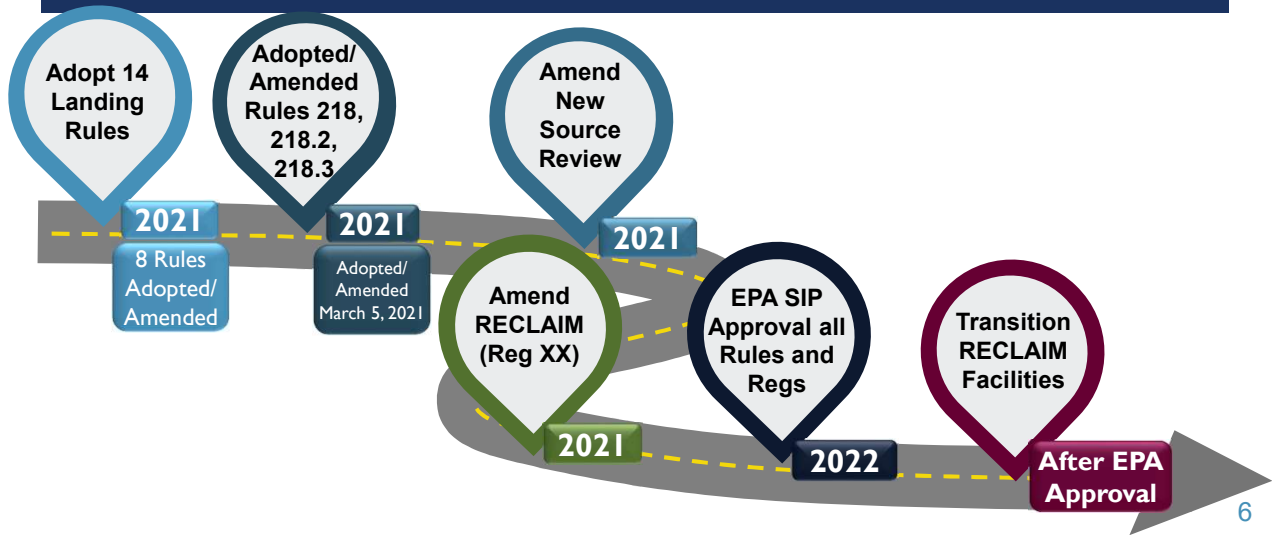 Adopt 14
Landing
Rules
2021
8 Rules
Adopted/
Amended
Adopted/
Amended
Rules 218,
218.2,
218.3
2021
Adopted/
Amended
March 5, 2021
Amend
New
Source
Review
2021
Amend
RECLAIM
(Reg XX)
2021
EPA SIP
Approval all
Rules and
Regs
2022
Transition
RECLAIM
Facilities
After EPA
Approval
6